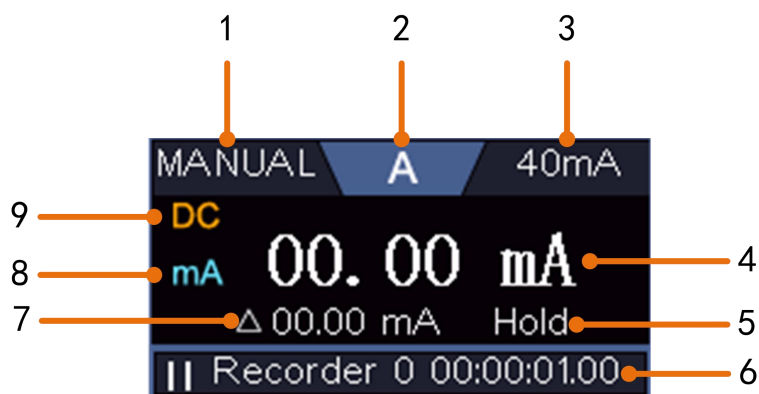 1 2 3
MANUAL A 40mA
9 DC
8 mA 00.00 mA 4
7 △ 00.00 mA Hold 5
|| Recorder 0 00:00:01.00 6